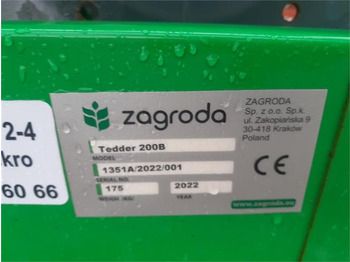 zagroda
ZAGRODA
Sp. z o.o. Sp.k.
ul. Zakopiańska 9
30-418 Kraków
Poland
Tedder 200B
MODEL
1351A/2022/001
SERIAL NO.
175
2022
WEIGH /KG/
YEAR
CE
www.zagroda.eu
2-4
kro
60 66